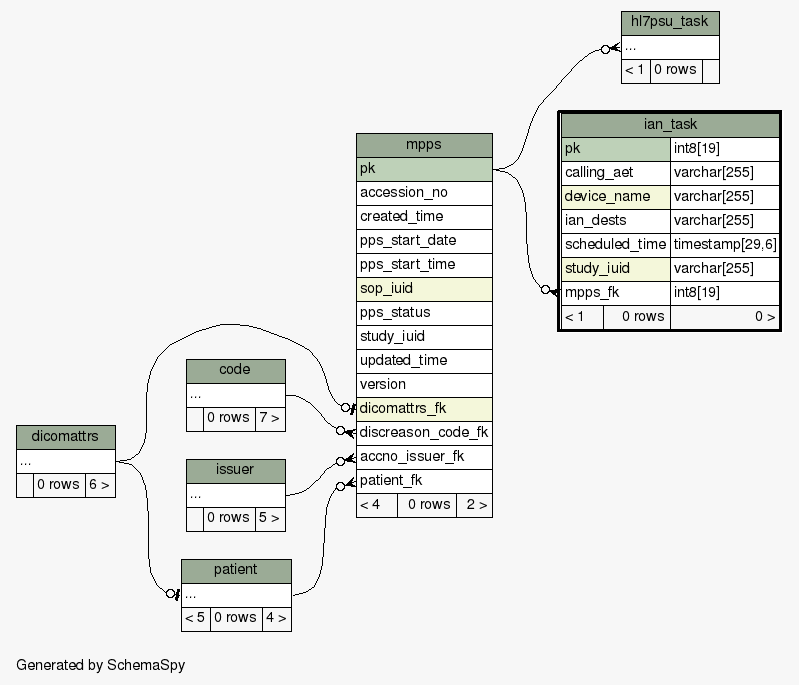 hl7psu_task
...
< 1 0 rows
ian_task
pk int8[19]
calling_aet varchar[255]
device_name varchar[255]
ian_dests varchar[255]
scheduled_time timestamp[29,6]
study_iuid varchar[255]
mpps_fk int8[19]
< 1 0 rows 0 >
mpps
pk
accession_no
created_time
pps_start_date
pps_start_time
sop_iuid
pps_status
study_iuid
updated_time
version
dicomattrs_fk
discreason_code_fk
accno_issuer_fk
patient_fk
< 4 0 rows 2 >
code
...
0 rows 7 >
dicomattrs
...
0 rows 6 >
issuer
...
0 rows 5 >
patient
...
< 5 0 rows 4 >
Generated by SchemaSpy